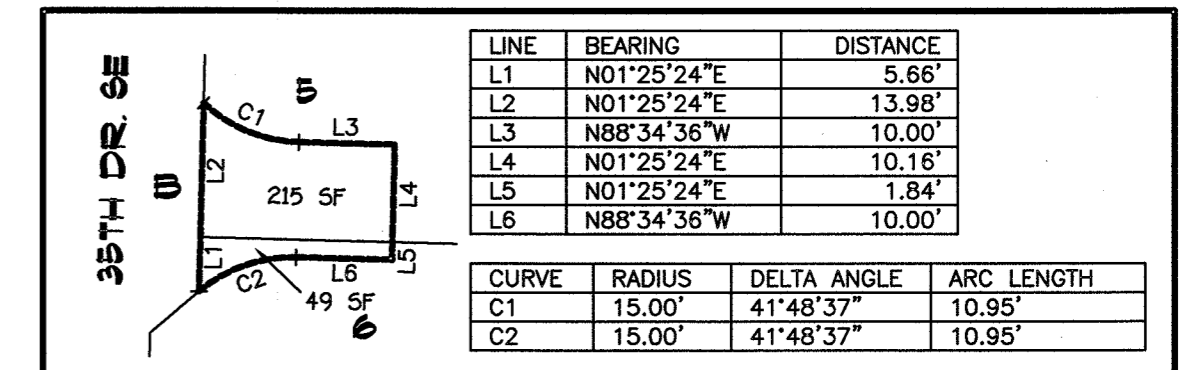 35TH DR. SE
5
C1
L3
L2
215 SF
L4
L1
C2
L6
L5
49 SF
6
LINE BEARING DISTANCE
L1 N01°25'24"E 5.66'
L2 N01°25'24"E 13.98'
L3 N88°34'36"W 10.00'
L4 N01°25'24"E 10.16'
L5 N01°25'24"E 1.84'
L6 N88°34'36"W 10.00'
CURVE RADIUS DELTA ANGLE ARC LENGTH
C1 15.00' 41°48'37" 10.95'
C2 15.00' 41°48'37" 10.95'